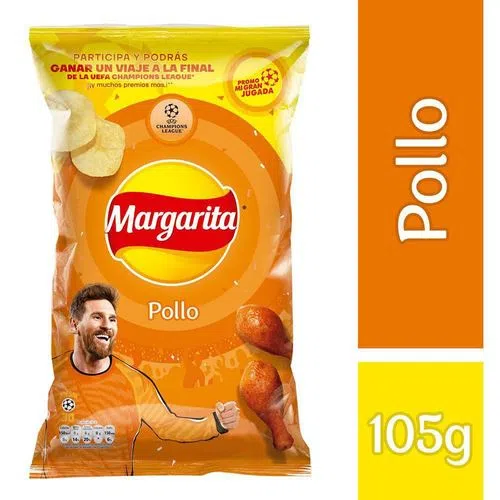 PARTICIPA Y PODRÁS
GANAR UN VIAJE A LA FINAL
DE LA UEFA CHAMPIONS LEAGUE*
¡(y muchos premios mas.)**
PROMO
MI GRAN
JUGADA
CHAMPIONS
LEAGUE
Margarita
Pollo
Pollo
105g